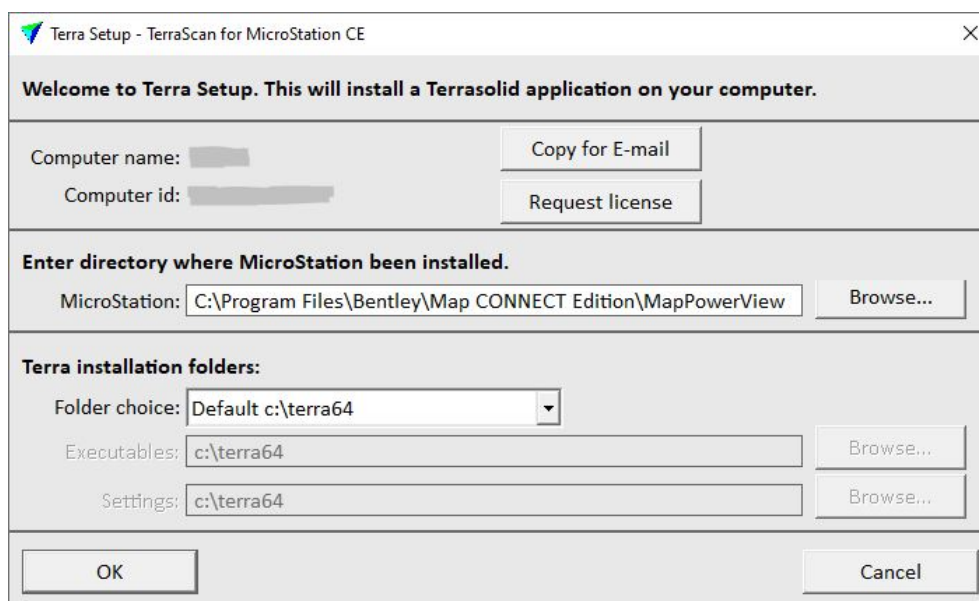 Terra Setup - TerraScan for MicroStation CE
Welcome to Terra Setup. This will install a Terrasolid application on your computer.
Computer name:
Copy for E-mail
Computer id:
Request license
Enter directory where MicroStation been installed.
MicroStation: C:\Program Files\Bentley\Map CONNECT Edition\MapPowerView Browse...
Terra installation folders:
Folder choice: Default c:\terra64
Executables: c:\terra64 Browse...
Settings: c:\terra64 Browse...
OK Cancel